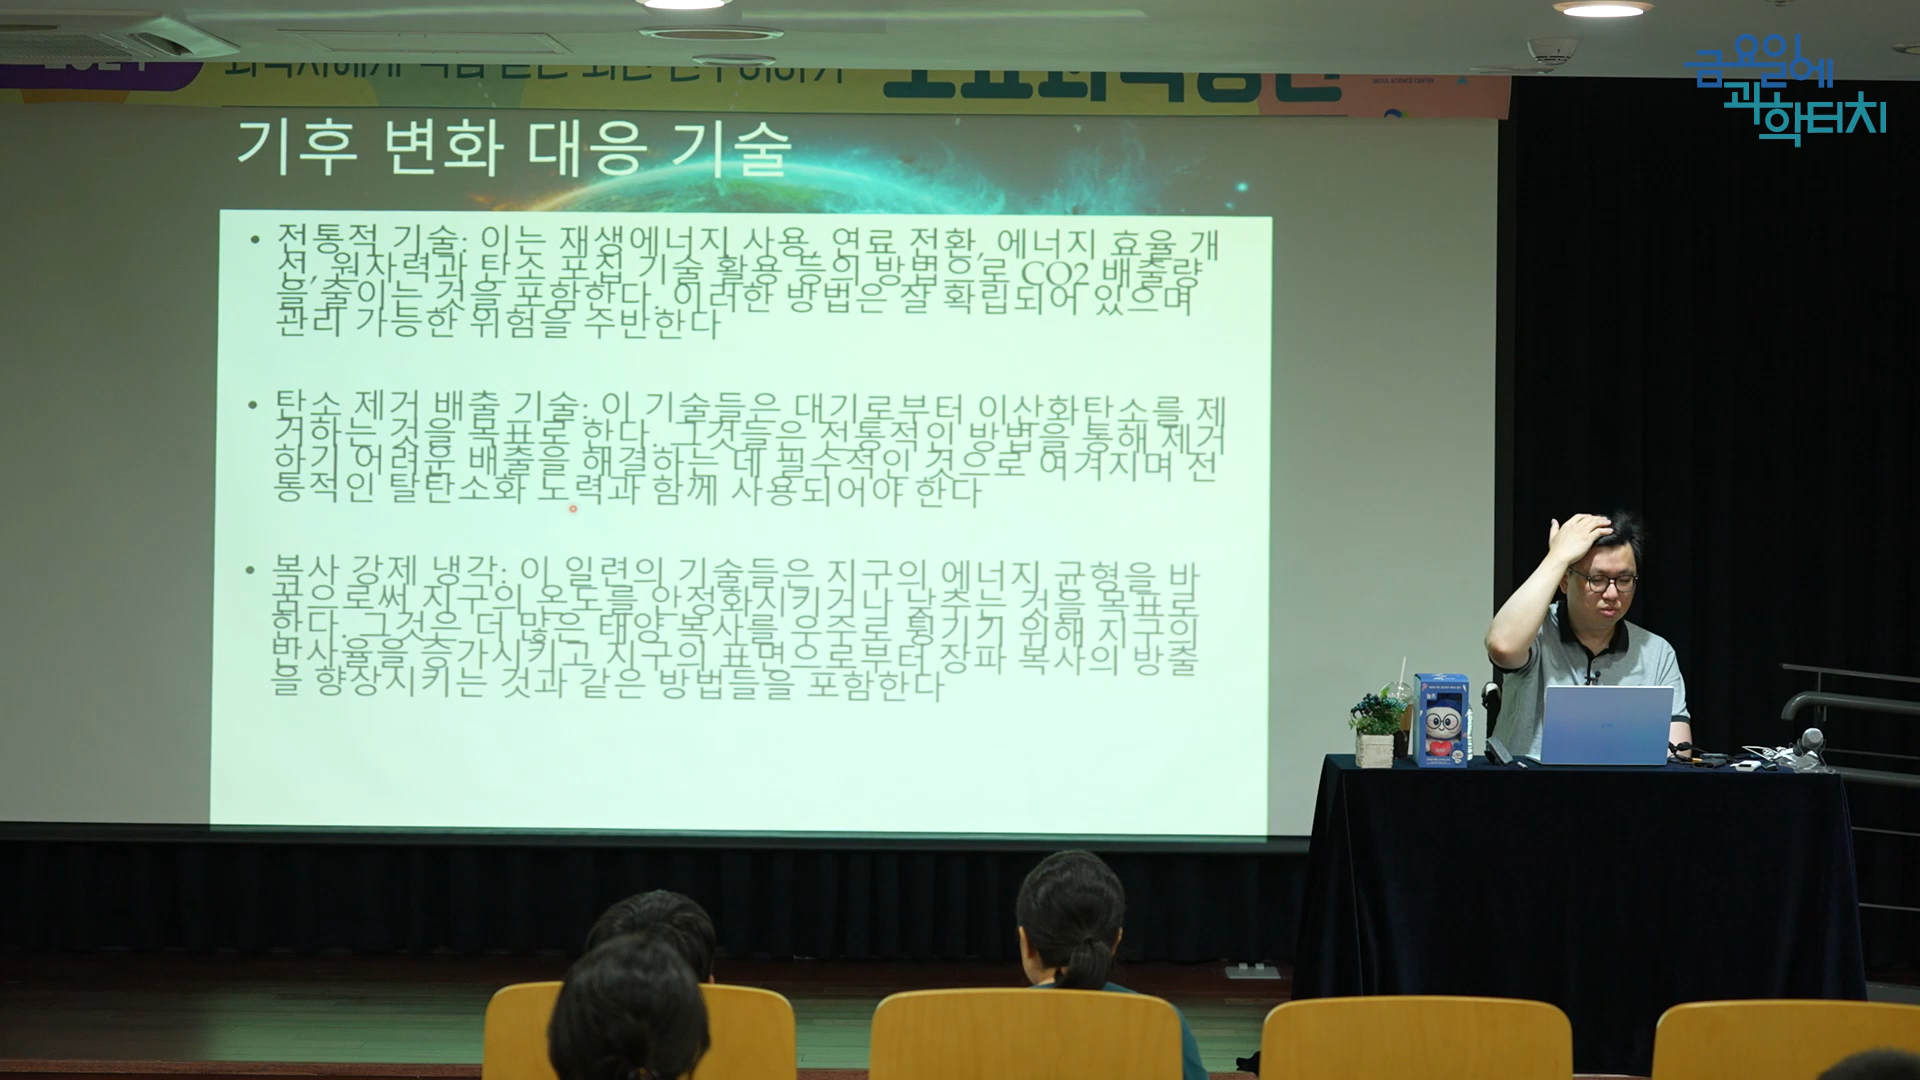 금요일에
과학터치
기후 변화 대응 기술
• 전통적 기술: 이는 재생에너지 사용, 연료 전환, 에너지 효율 개
선, 원자력과 탄소 포집 기술 활용 등의 방법으로 CO2 배출량
을 줄이는 것을 포함한다. 이러한 방법은 잘 확립되어 있으며
관리 가능한 위험을 수반한다
• 탄소 제거 배출 기술: 이 기술들은 대기로부터 이산화탄소를 제
거하는 것을 목표로 한다. 그것들은 전통적인 방법을 통해 제거
하기 어려운 배출을 해결하는 데 필수적인 것으로 여겨지며 전
통적인 탈탄소화 노력과 함께 사용되어야 한다
• 복사 강제 냉각: 이 일련의 기술들은 지구의 에너지 균형을 바
꿈으로써 지구의 온도를 안정화시키거나 낮추는 것을 목표로
한다. 그것은 더 많은 태양 복사를 우주로 튕기기 위해 지구의
반사율을 증가시키고 지구의 표면으로부터 장파 복사의 방출
을 향상시키는 것과 같은 방법들을 포함한다